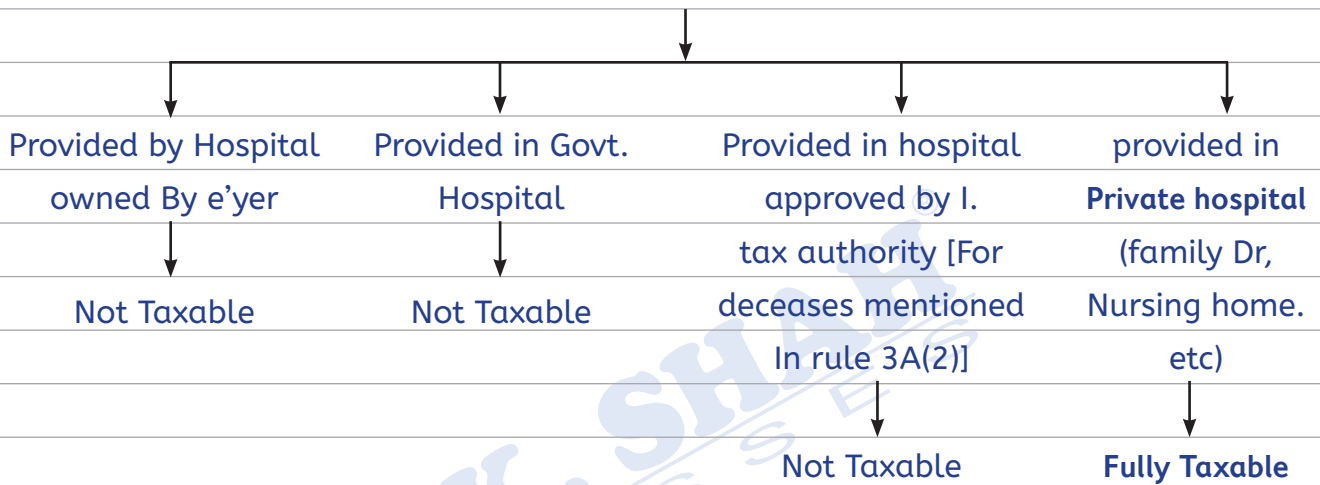 Provided by Hospital
owned By e'yer
Not Taxable
Provided in Govt.
Hospital
Not Taxable
Provided in hospital
approved by I.
tax authority [For
deceases mentioned
In rule 3A(2)]
Not Taxable
provided in
Private hospital
(family Dr,
Nursing home.
etc)
Fully Taxable
SHAH